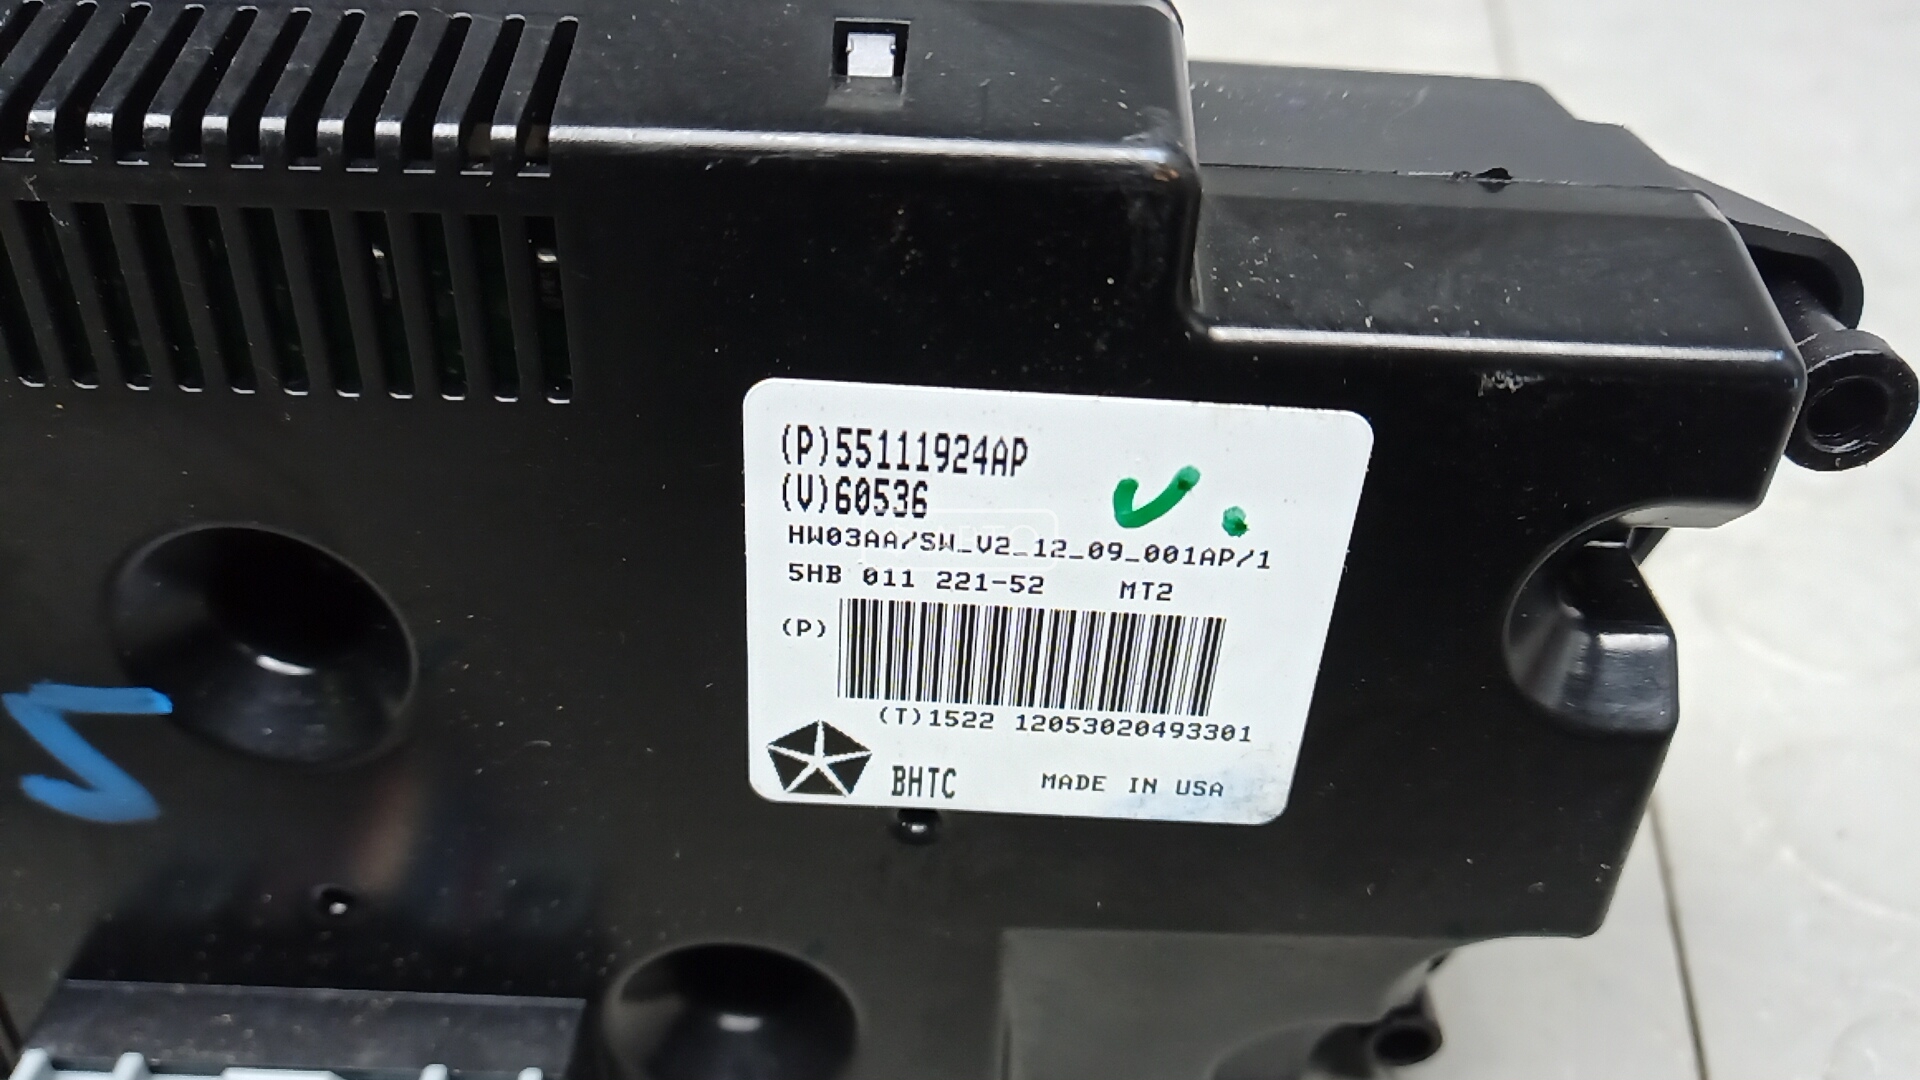 (P)55111924AP
(V)60536
HW03AA/SW_V2_12_09_001AP/1
5HB 011 221-52 MT2
(P)
(T)1522 12053020493301
BHTC MADE IN USA